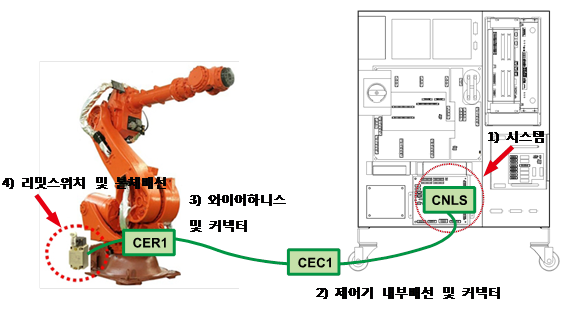 1) 시스템
4) 리밋스위치 및 본체배선
3) 와이어하니스
및 커넥터
CNLS
CER1
CEC1
2) 제어기 내부배선 및 커넥터